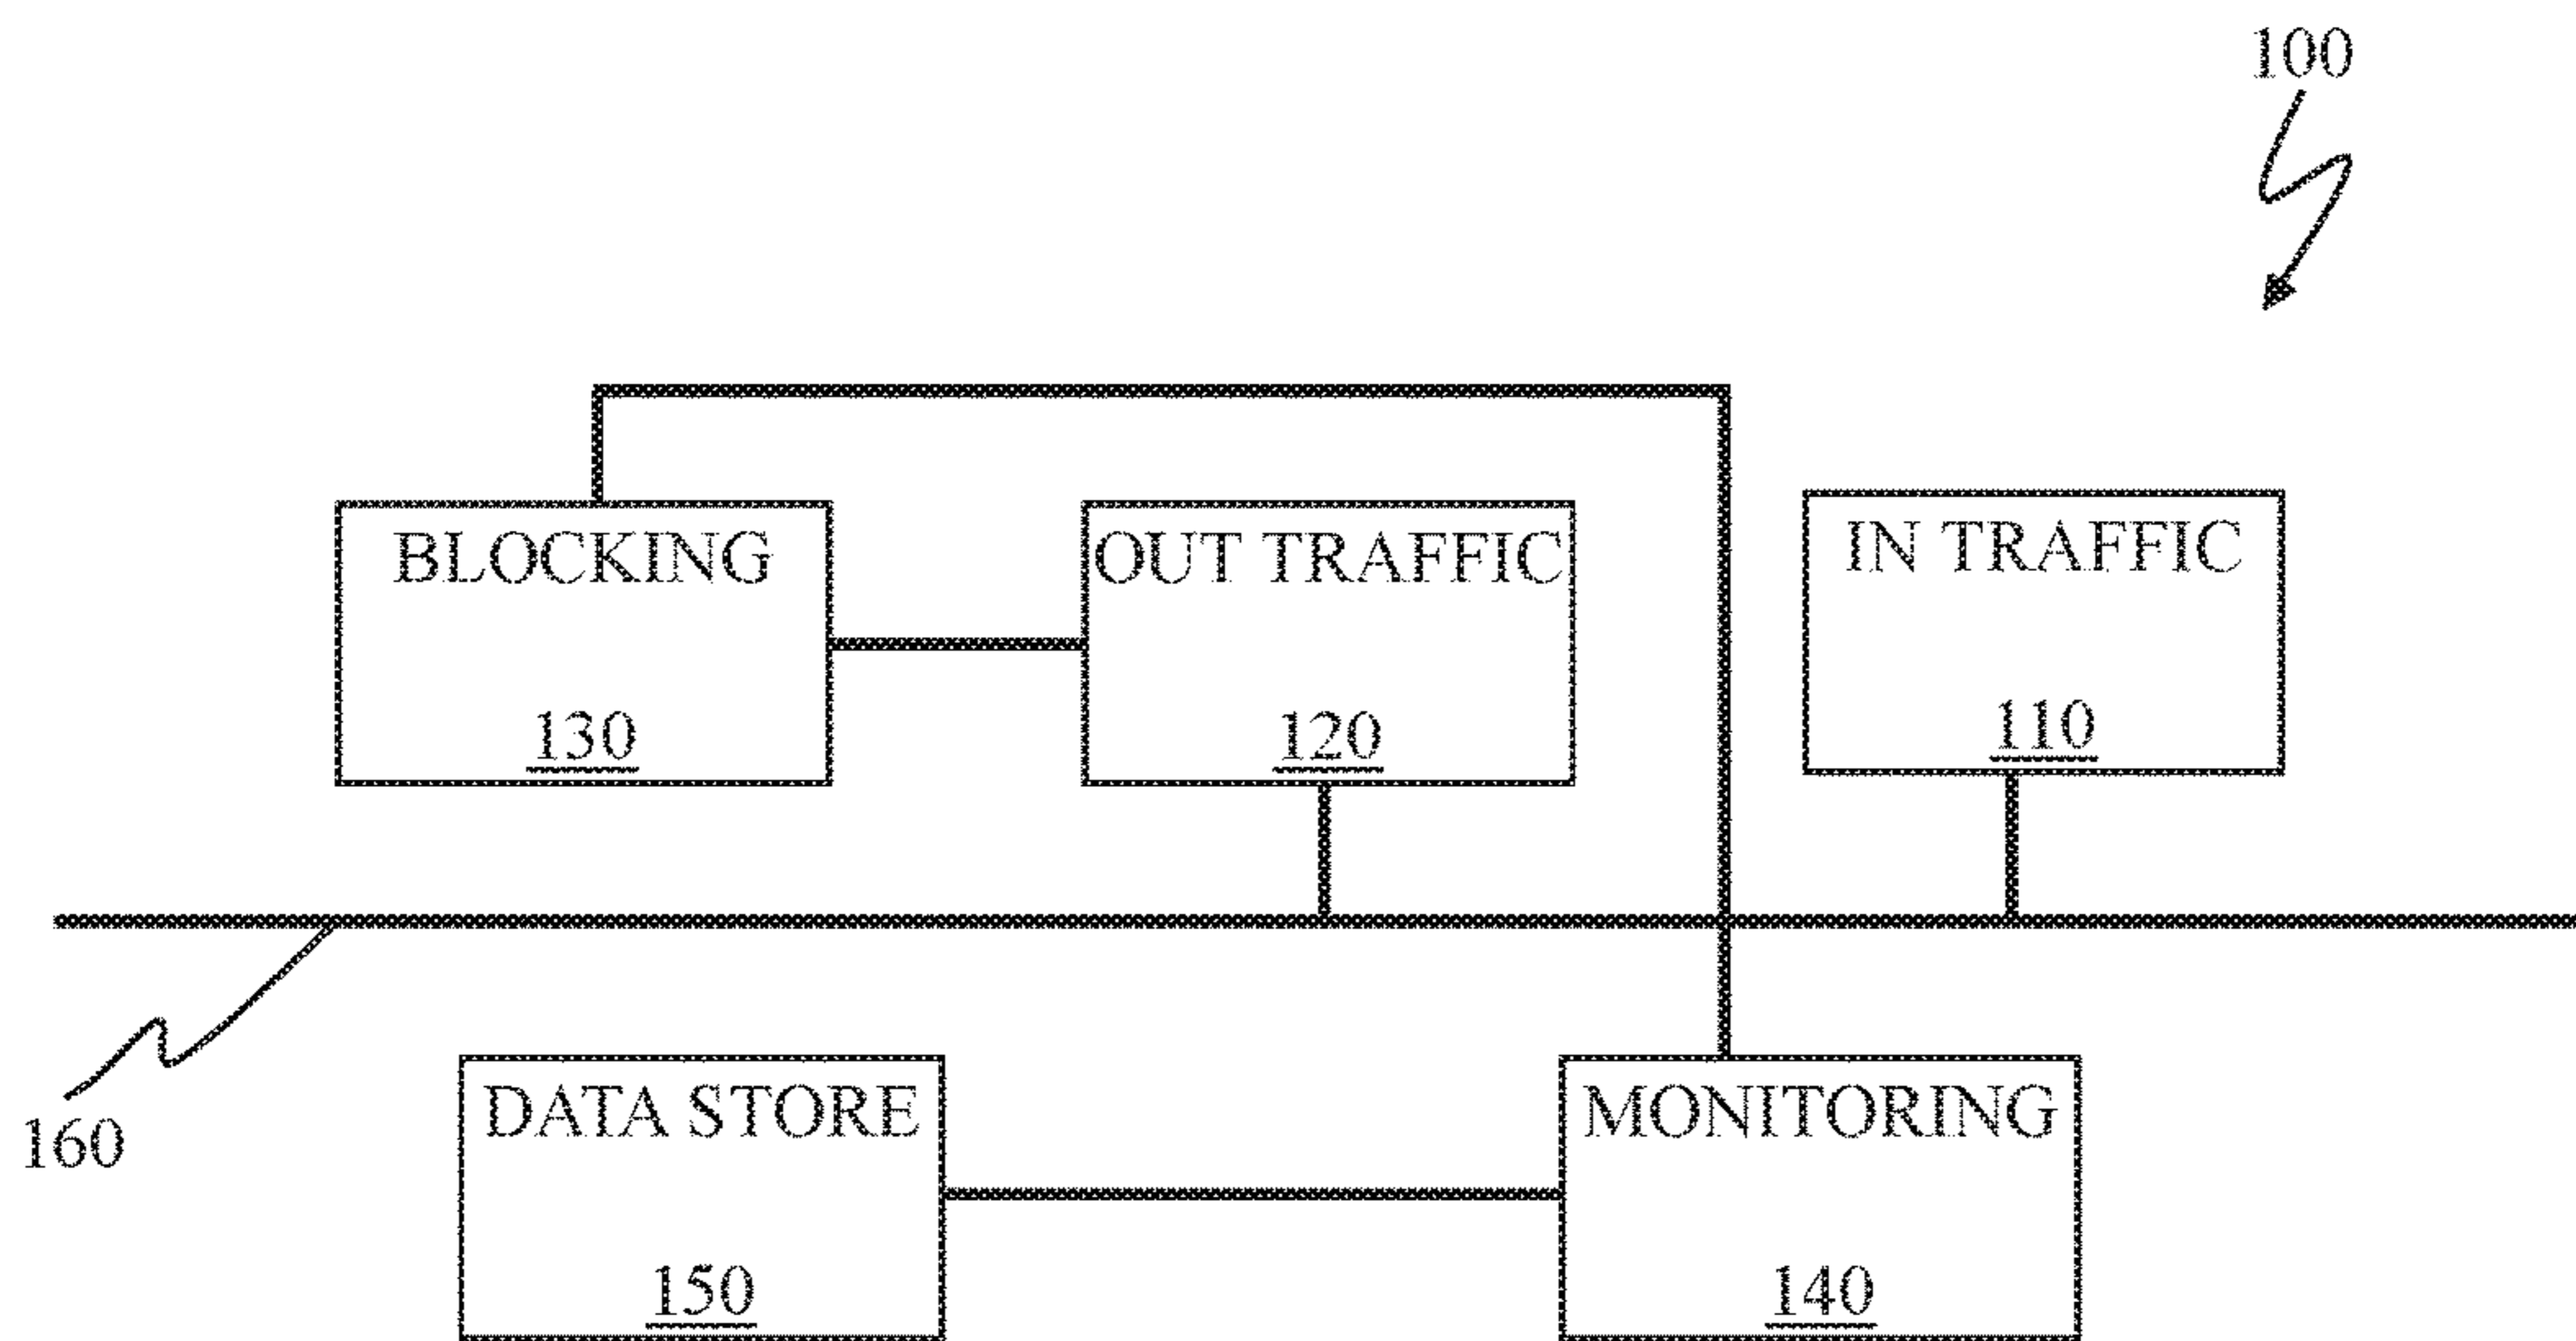 100
BLOCKING
130
OUT TRAFFIC
120
IN TRAFFIC
110
160
DATA STORE
150
MONITORING
140